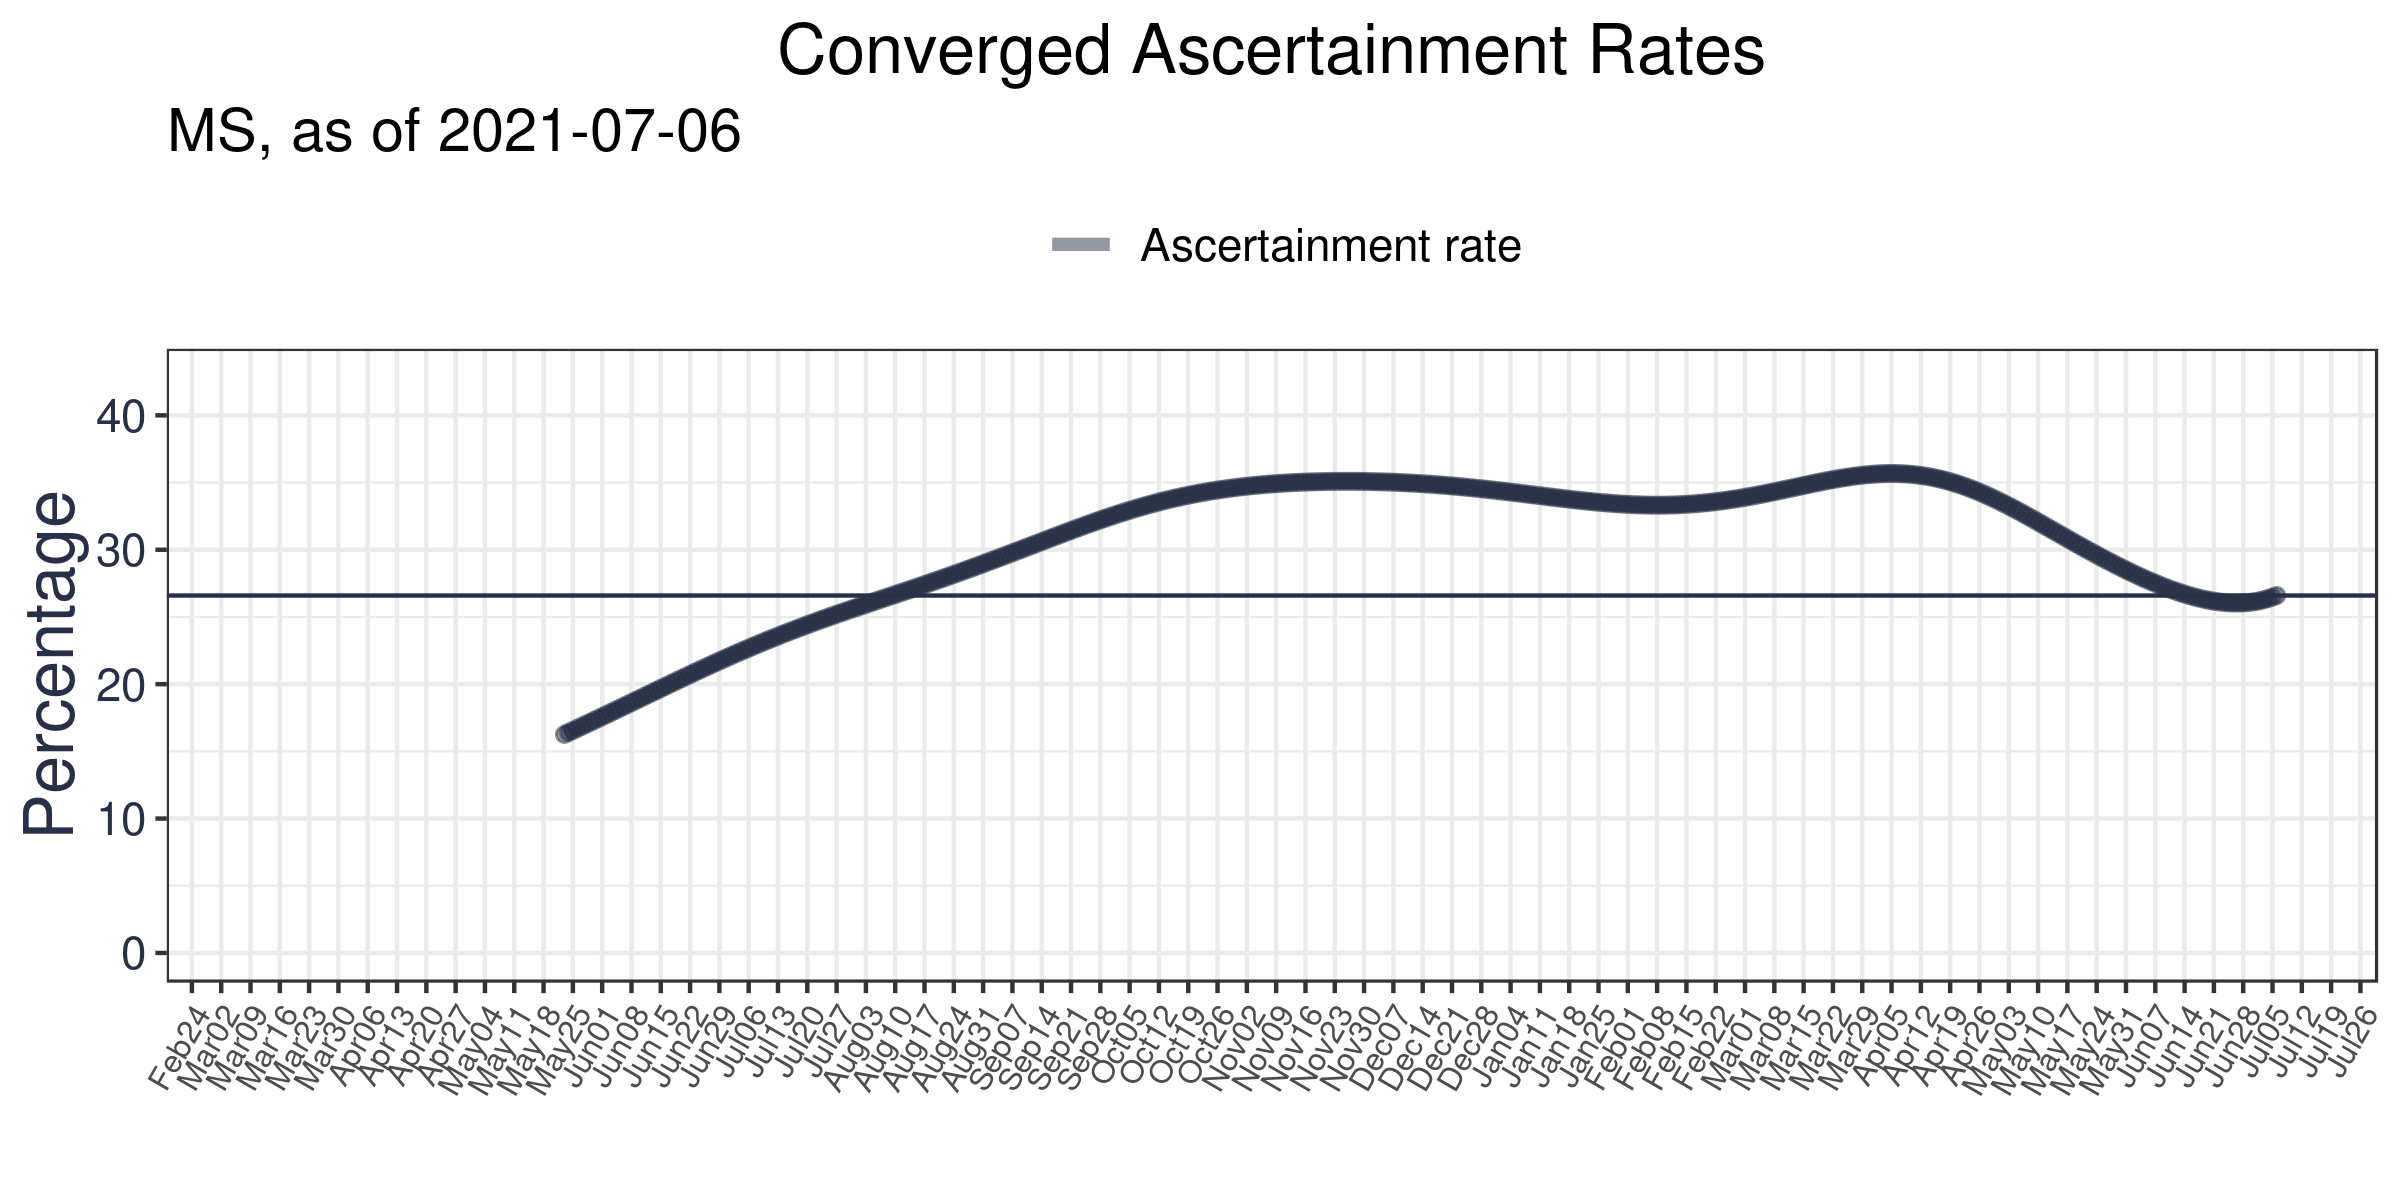 Converged Ascertainment Rates
MS, as of 2021-07-06
Ascertainment rate
Percentage
40
30
20
10
0
Feb24
Mar02
Mar09
Mar16
Mar23
Mar30
Apr06
Apr13
Apr20
Apr27
May04
May11
May18
May25
Jun01
Jun08
Jun15
Jun22
Jun29
Jul06
Jul13
Jul20
Jul27
Aug03
Aug10
Aug17
Aug24
Aug31
Sep07
Sep14
Sep21
Sep28
Oct05
Oct12
Oct19
Oct26
Nov02
Nov09
Nov16
Nov23
Nov30
Dec07
Dec14
Dec21
Dec28
Jan04
Jan11
Jan18
Jan25
Feb01
Feb08
Feb15
Feb22
Mar01
Mar08
Mar15
Mar22
Mar29
Apr05
Apr12
Apr19
Apr26
May03
May10
May17
May24
May31
Jun07
Jun14
Jun21
Jun28
Jul05
Jul12
Jul19
Jul26